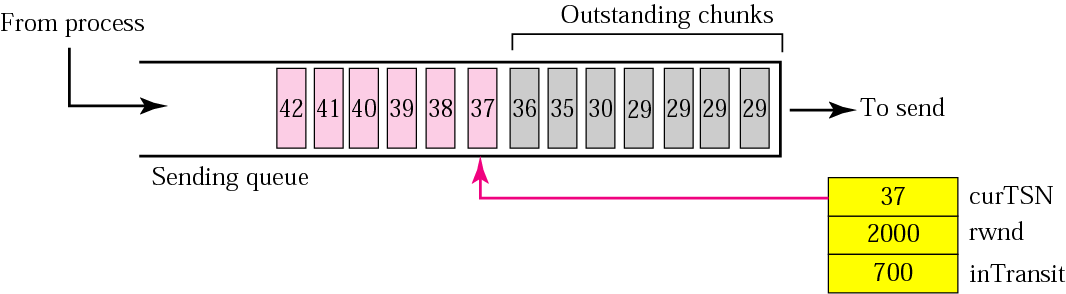 Outstanding chunks
From process
42 41 40 39 38 37 36 35 30 29 29 29 29
To send
Sending queue
37 curTSN
2000 rwnd
700 inTransit